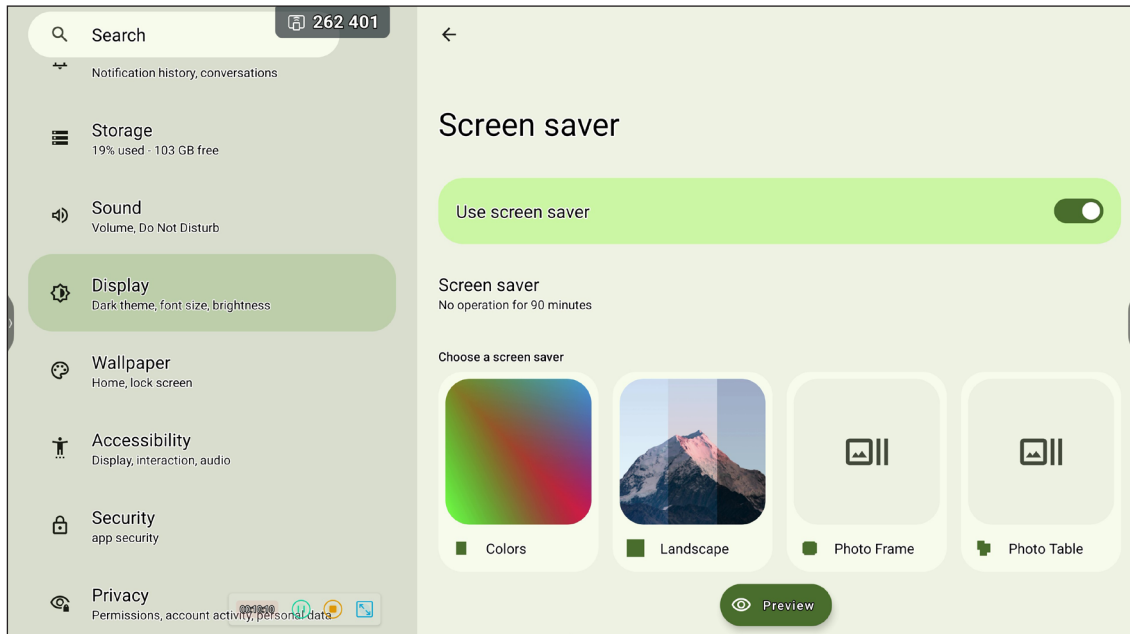 Search
262 401
Notification history, conversations
Storage
19% used - 103 GB free
Sound
Volume, Do Not Disturb
Display
Dark theme, font size, brightness
Wallpaper
Home, lock screen
Accessibility
Display, interaction, audio
Security
app security
Privacy
Permissions, account activity, personal data
00:10:10
Screen saver
Use screen saver
Screen saver
No operation for 90 minutes
Choose a screen saver
Colors
Landscape
Photo Frame
Photo Table
Preview